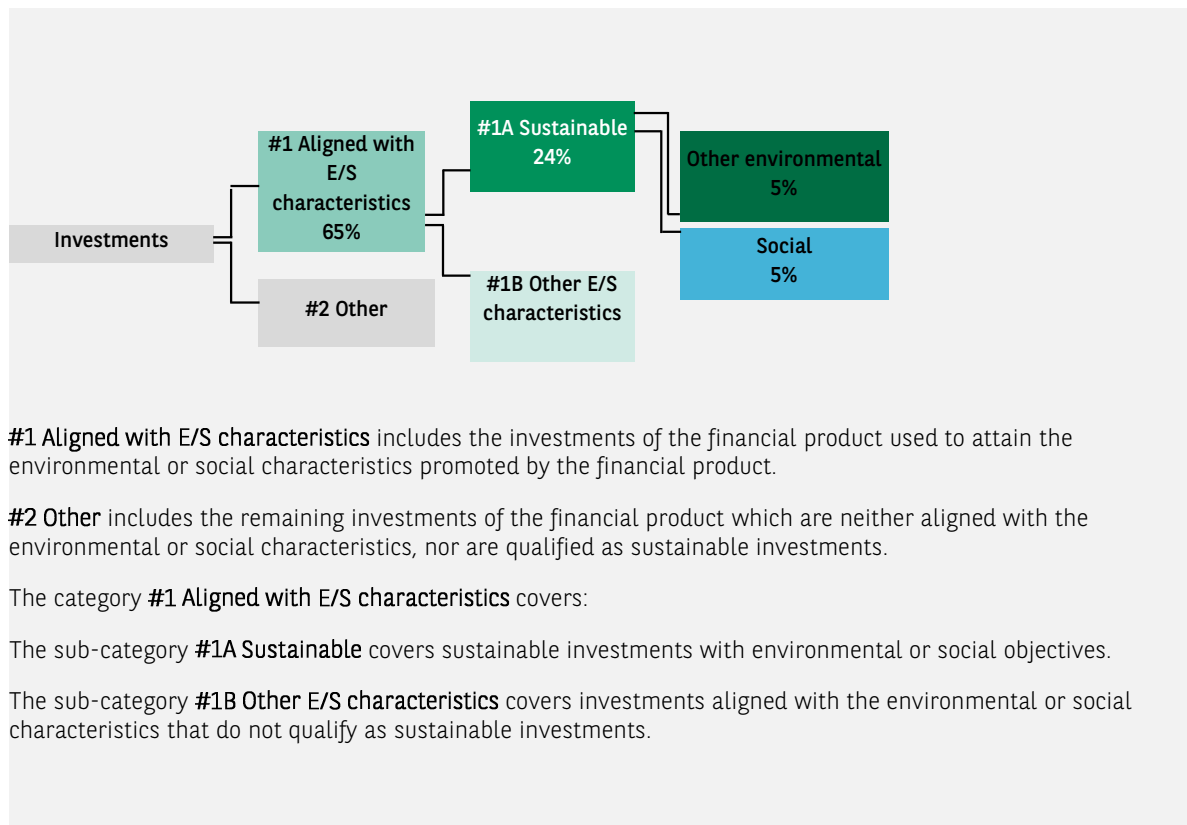 #1A Sustainable
24%
#1 Aligned with
E/S
characteristics
65%
Other environmental
5%
Investments
Social
5%
#1B Other E/S
characteristics
#2 Other
#1 Aligned with E/S characteristics includes the investments of the financial product used to attain the
environmental or social characteristics promoted by the financial product.
#2 Other includes the remaining investments of the financial product which are neither aligned with the
environmental or social characteristics, nor are qualified as sustainable investments.
The category #1 Aligned with E/S characteristics covers:
The sub-category #1A Sustainable covers sustainable investments with environmental or social objectives.
The sub-category #1B Other E/S characteristics covers investments aligned with the environmental or social
characteristics that do not qualify as sustainable investments.